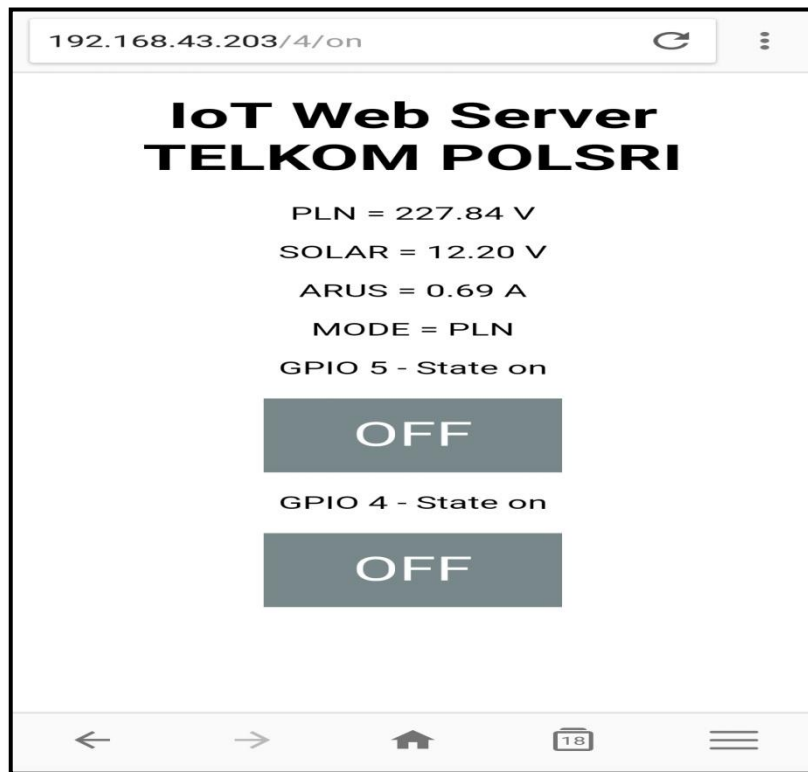 192.168.43.203/4/on
IoT Web Server
TELKOM POLSRI
PLN = 227.84 V
SOLAR = 12.20 V
ARUS = 0.69 A
MODE = PLN
GPIO 5 - State on
OFF
GPIO 4 - State on
OFF
18